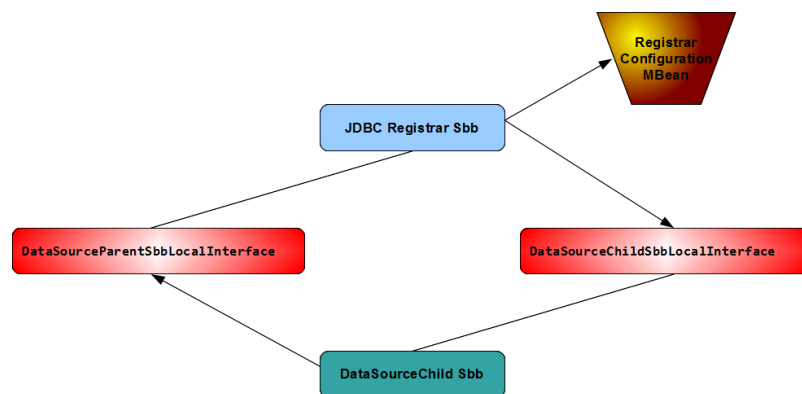 Registrar
Configuration
MBean
JDBC Registrar Sbb
DataSourceParentSbbLocalInterface
DataSourceChildSbbLocalInterface
DataSourceChild Sbb